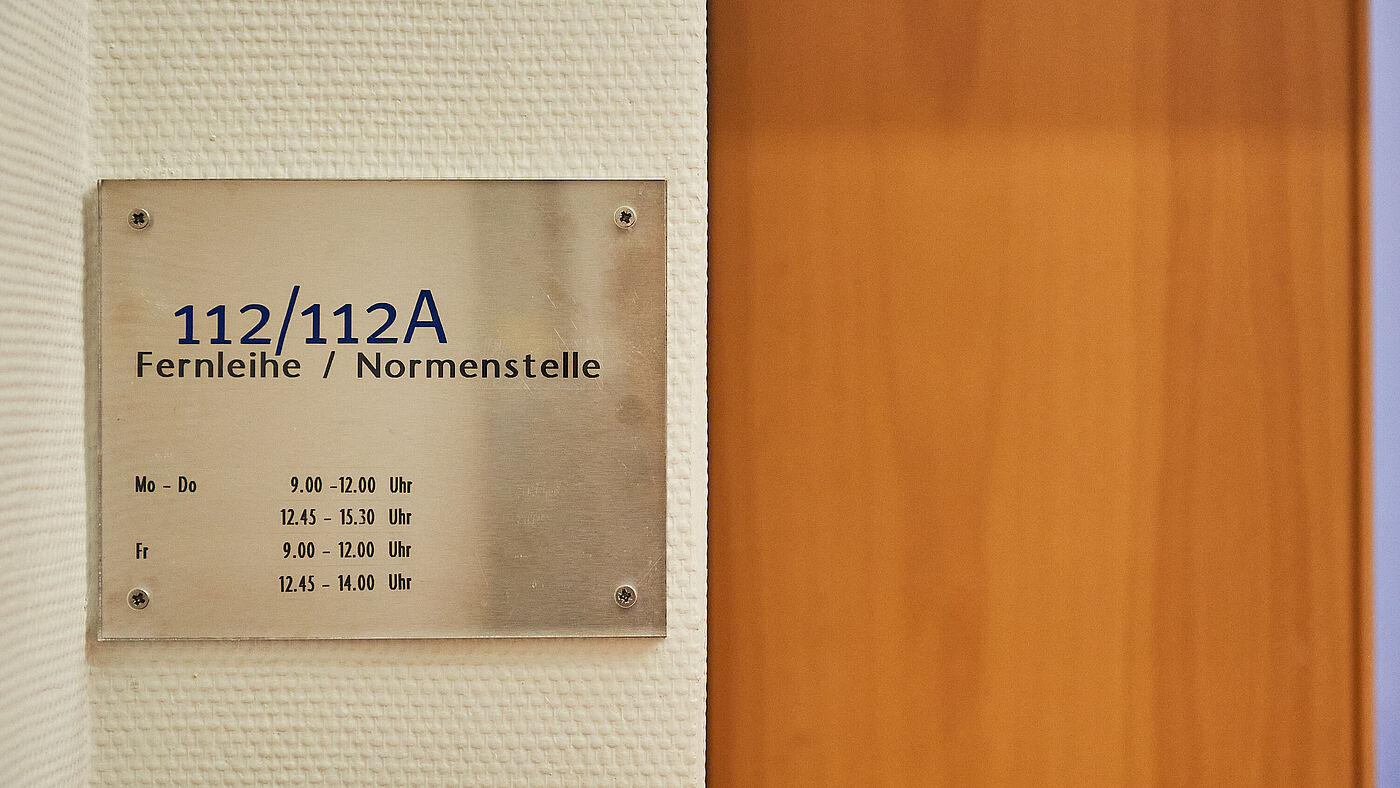 112/112A
Fernleihe / Normenstelle
Mo - Do 9.00 -12.00 Uhr
12.45 - 15.30 Uhr
Fr 9.00 - 12.00 Uhr
12.45 - 14.00 Uhr